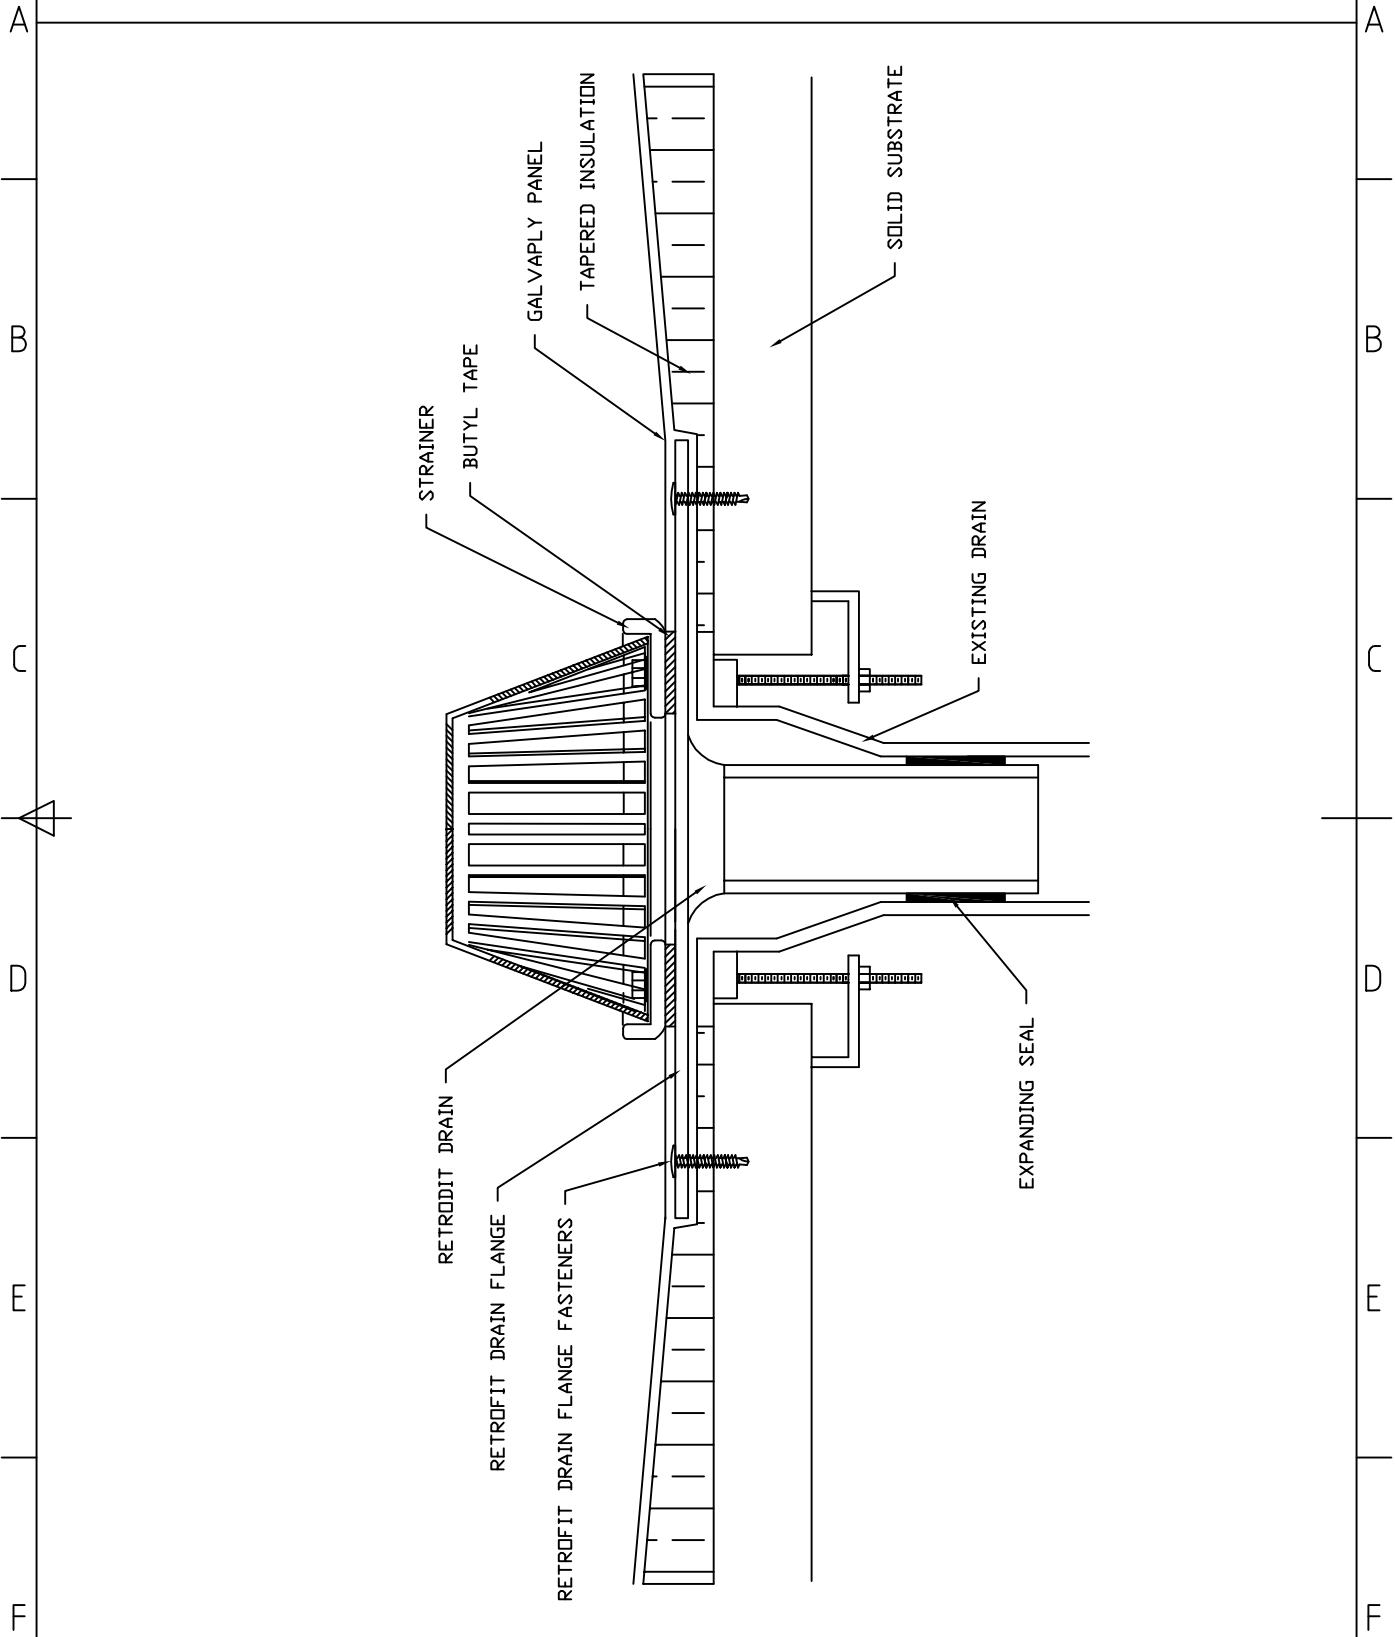 A
A
B
B
C
C
D
D
E
E
F
F
STRAINER
BUTYL TAPE
GALVAPLY PANEL
TAPERED INSULATION
SOLID SUBSTRATE
EXISTING DRAIN
RETRODIT DRAIN
RETROFIT DRAIN FLANGE
RETROFIT DRAIN FLANGE FASTENERS
EXPANDING SEAL